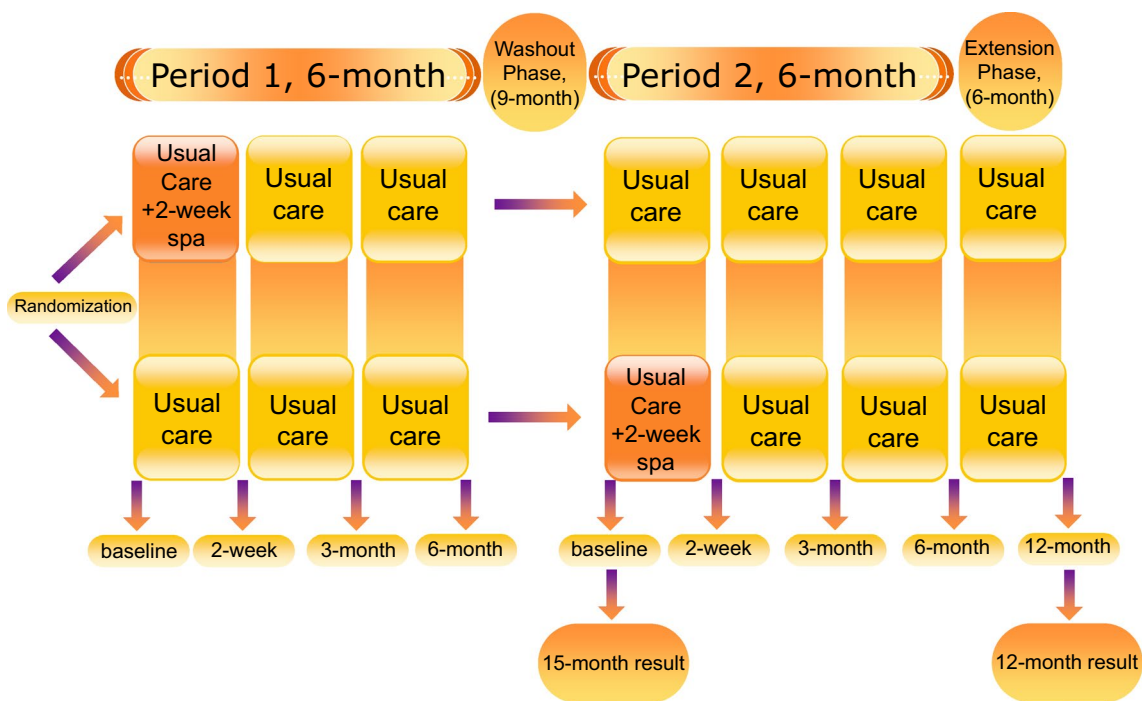 Period 1, 6-month
Washout
Phase,
(9-month)
Period 2, 6-month
Extension
Phase,
(6-month)
Usual
Care
+2-week
spa
Usual
care
Usual
care
Usual
care
Usual
care
Usual
care
Usual
care
Randomization
Usual
care
Usual
care
Usual
care
Usual
Care
+2-week
spa
Usual
care
Usual
care
Usual
care
baseline
2-week
3-month
6-month
baseline
2-week
3-month
6-month
12-month
15-month result
12-month result